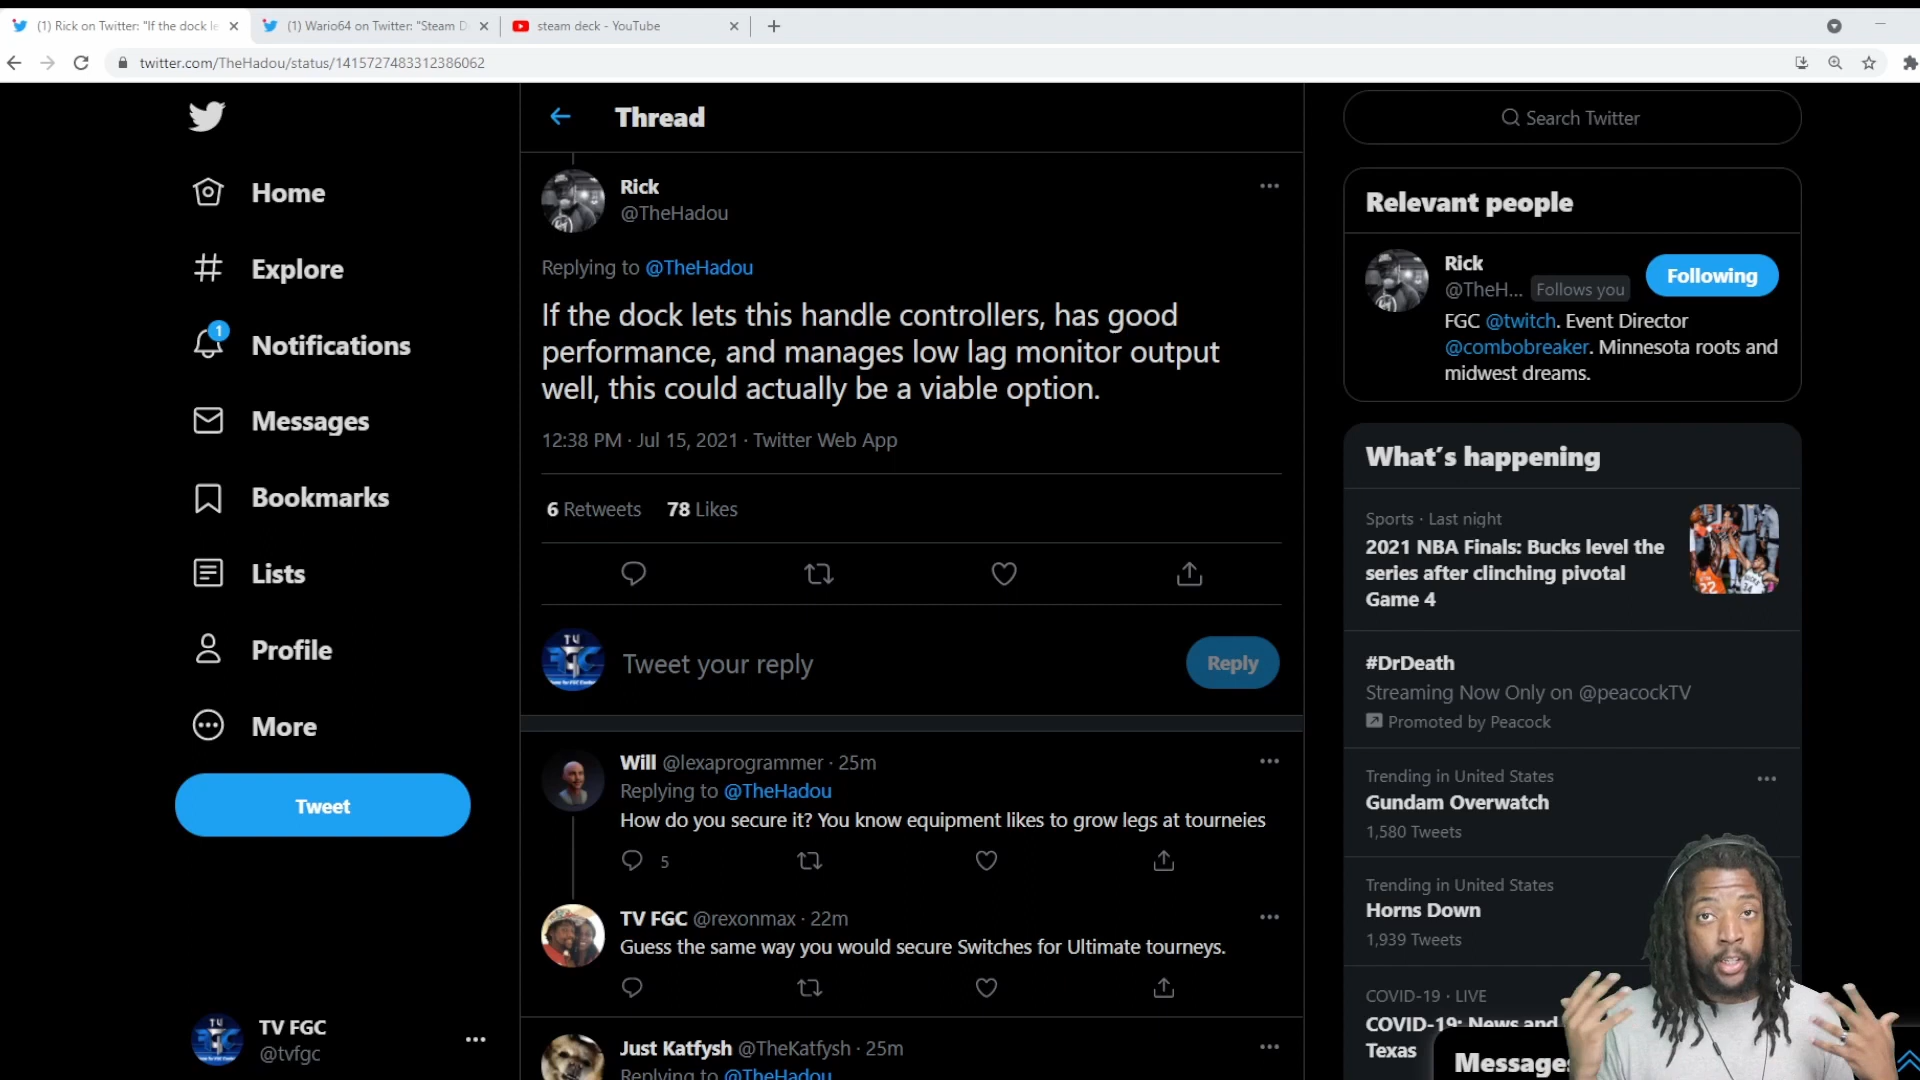 (1) Rick on Twitter: "If the dock le
(1) Wario64 on Twitter: "Steam D
steam deck - YouTube
twitter.com/TheHadou/status/1415727483312386062
Home
Explore
1
Notifications
Messages
Bookmarks
Lists
Profile
More
Tweet
TV FGC
@tvfgc
Thread
Rick
@TheHadou
Replying to @TheHadou
If the dock lets this handle controllers, has good
performance, and manages low lag monitor output
well, this could actually be a viable option.
12:38 PM · Jul 15, 2021 · Twitter Web App
6 Retweets 78 Likes
Tweet your reply
Reply
Will @lexaprogrammer · 25m
Replying to @TheHadou
How do you secure it? You know equipment likes to grow legs at tourneies
5
TV FGC @rexonmax · 22m
Guess the same way you would secure Switches for Ultimate tourneys.
Just Katfysh @TheKatfysh · 25m
Replying to @TheHadou
Search Twitter
Relevant people
Rick
@TheH... Follows you
Following
FGC @twitch. Event Director
@combobreaker. Minnesota roots and
midwest dreams.
What's happening
Sports · Last night
2021 NBA Finals: Bucks level the
series after clinching pivotal
Game 4
#DrDeath
Streaming Now Only on @peacockTV
Promoted by Peacock
Trending in United States
Gundam Overwatch
1,580 Tweets
Trending in United States
Horns Down
1,939 Tweets
COVID-19 · LIVE
COVID-19: News and
Texas
Messages